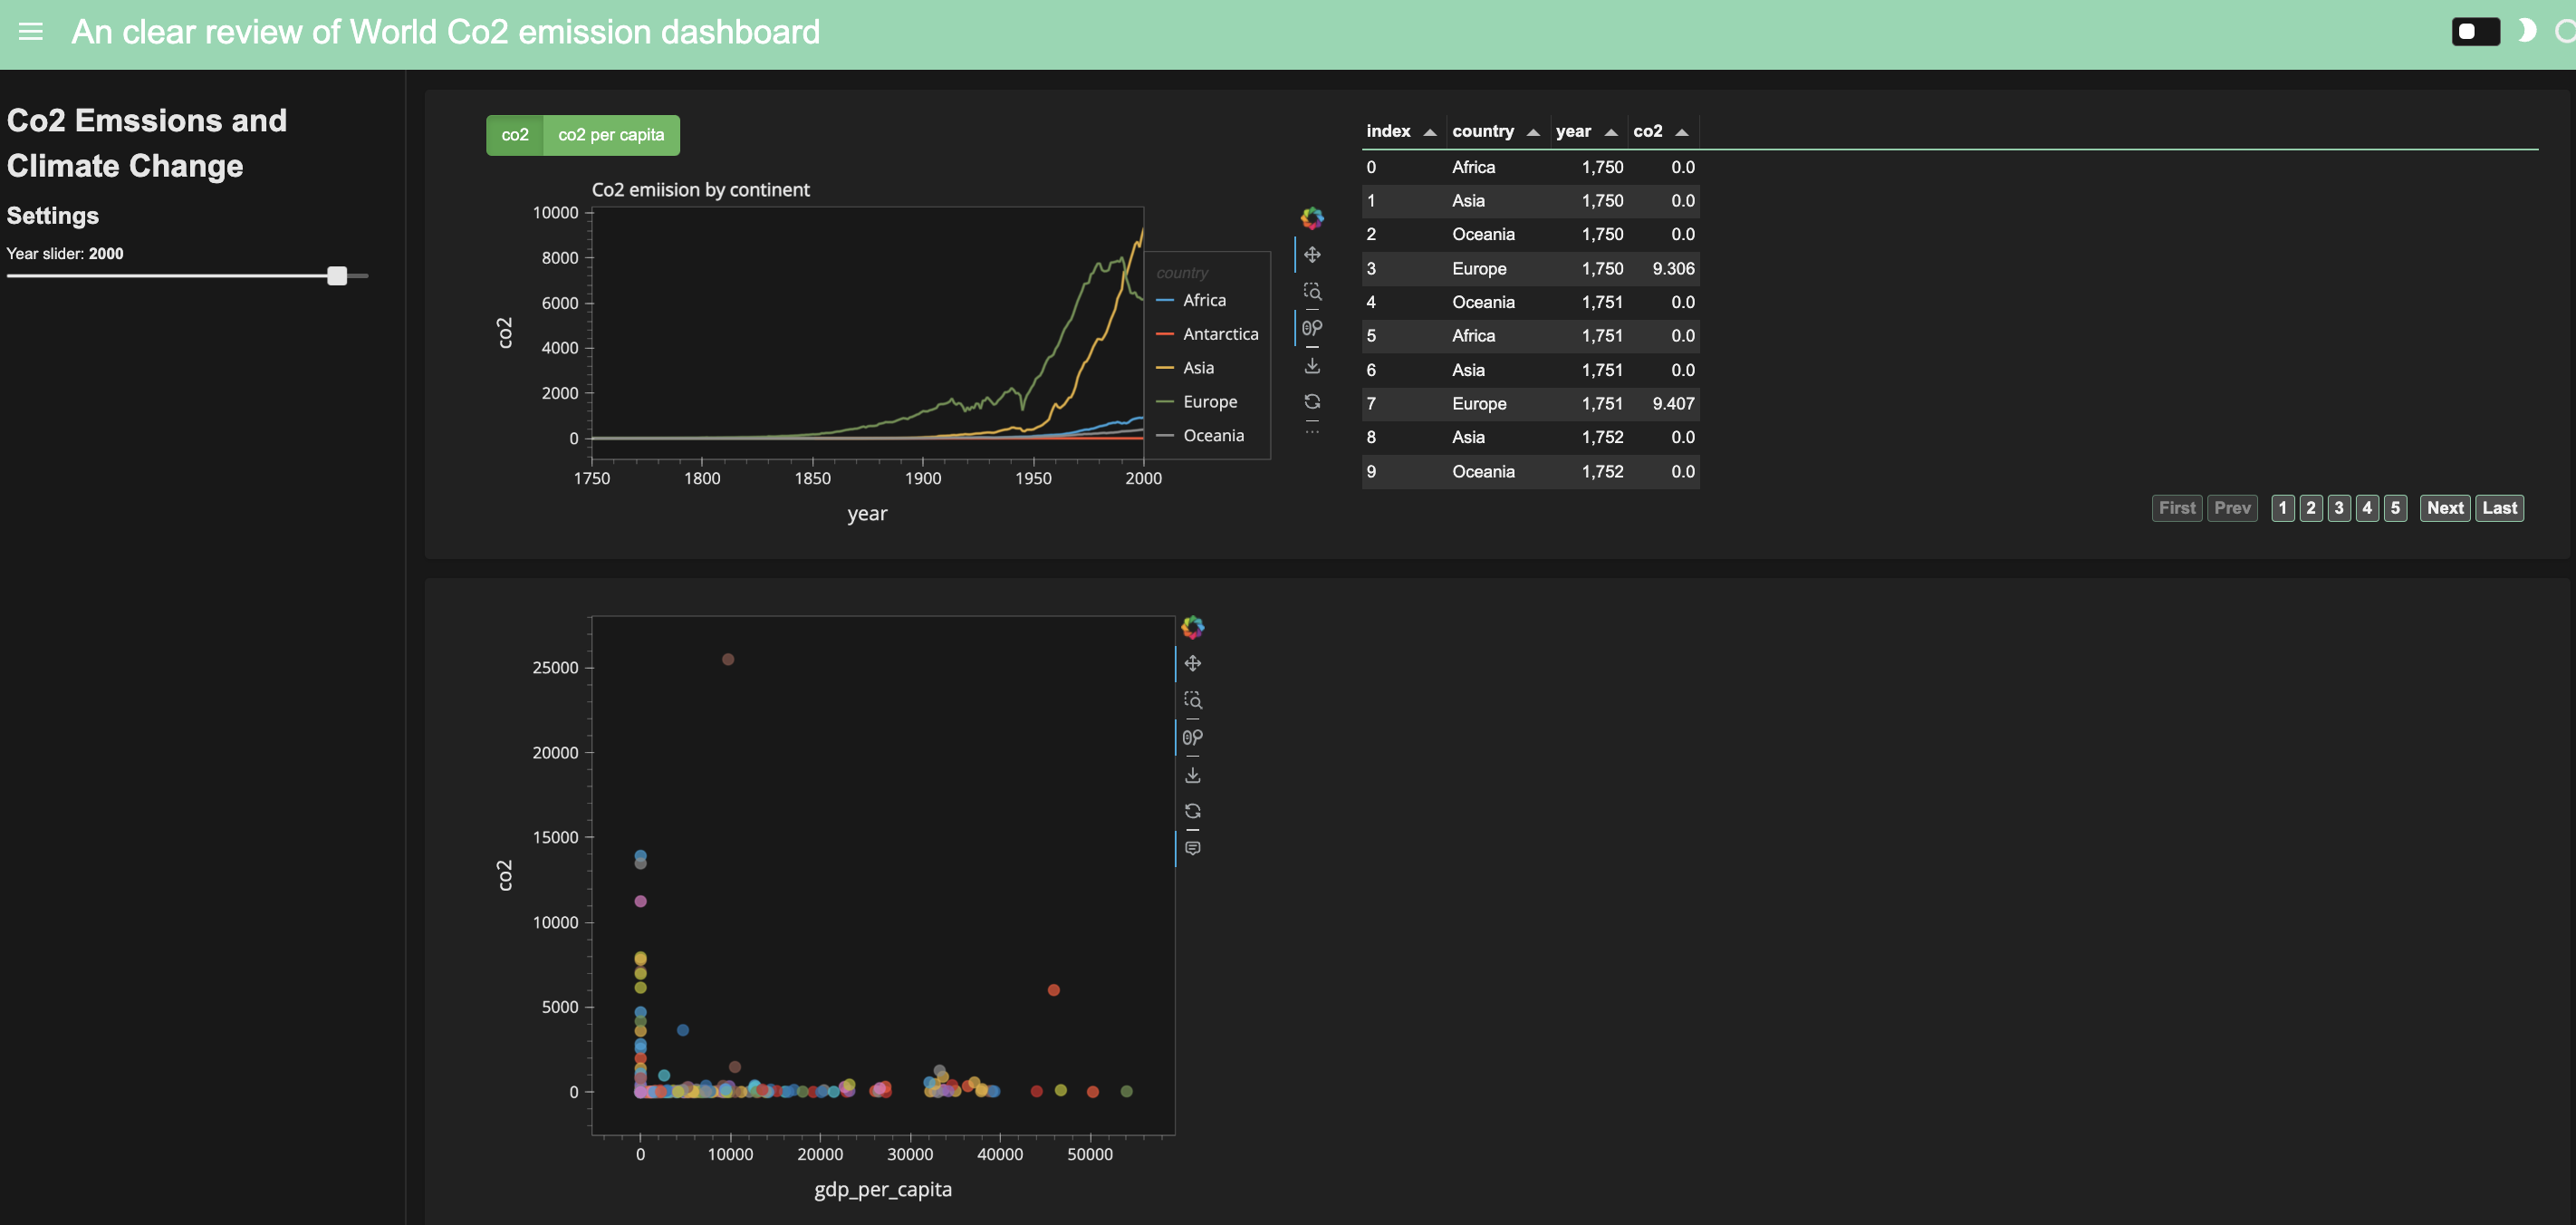 An clear review of World Co2 emission dashboard
Co2 Emssions and
Climate Change
Settings
Year slider: 2000
co2 co2 per capita
Co2 emiision by continent
10000
8000
6000
4000
2000
0
co2
1750 1800 1850 1900 1950 2000
year
country
Africa
Antarctica
Asia
Europe
Oceania
index country year co2
0 Africa 1,750 0.0
1 Asia 1,750 0.0
2 Oceania 1,750 0.0
3 Europe 1,750 9.306
4 Oceania 1,751 0.0
5 Africa 1,751 0.0
6 Asia 1,751 0.0
7 Europe 1,751 9.407
8 Asia 1,752 0.0
9 Oceania 1,752 0.0
First Prev 1 2 3 4 5 Next Last
25000
20000
15000
10000
5000
0
co2
0 10000 20000 30000 40000 50000
gdp_per_capita